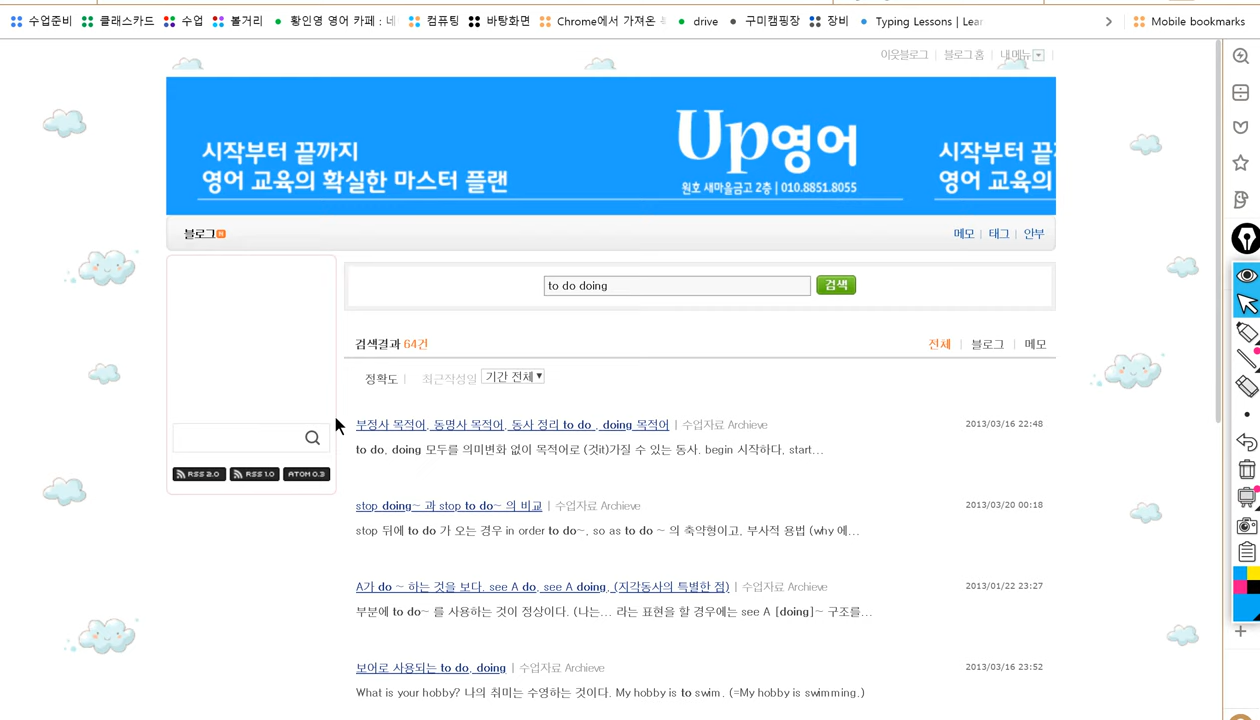 수업준비 클래스카드 수업 볼거리 황인영 영어 카페 : 네 컴퓨팅 바탕화면 Chrome에서 가져온 drive 구미캠핑장 장비 Typing Lessons | Lear Mobile bookmarks
이웃블로그 | 블로그 홈 | 내 메뉴
시작부터 끝까지
영어 교육의 확실한 마스터 플랜
Up영어
원호 새마을금고 2층 | 010.8851.8055
시작부터 끝
영어 교육의
블로그 N
메모 | 태그 | 안부
to do doing 검색
검색결과 64건
전체 | 블로그 | 메모
정확도 | 최근작성일 기간 전체
부정사 목적어, 동명사 목적어, 동사 정리 to do , doing 목적어 | 수업자료 Archieve 2013/03/16 22:48
to do, doing 모두를 의미변화 없이 목적어로 (것it)가질 수 있는 동사. begin 시작하다, start...
RSS 2.0 RSS 1.0 ATOM 0.3
stop doing~ 과 stop to do~ 의 비교 | 수업자료 Archieve 2013/03/20 00:18
stop 뒤에 to do 가 오는 경우 in order to do~, so as to do ~ 의 축약형이고, 부사적 용법 (why 에...
A가 do ~ 하는 것을 보다. see A do, see A doing, (지각동사의 특별한 점) | 수업자료 Archieve 2013/01/22 23:27
부분에 to do~ 를 사용하는 것이 정상이다. (나는... 라는 표현을 할 경우에는 see A [doing]~ 구조를...
보어로 사용되는 to do, doing | 수업자료 Archieve 2013/03/16 23:52
What is your hobby? 나의 취미는 수영하는 것이다. My hobby is to swim. (=My hobby is swimming.)